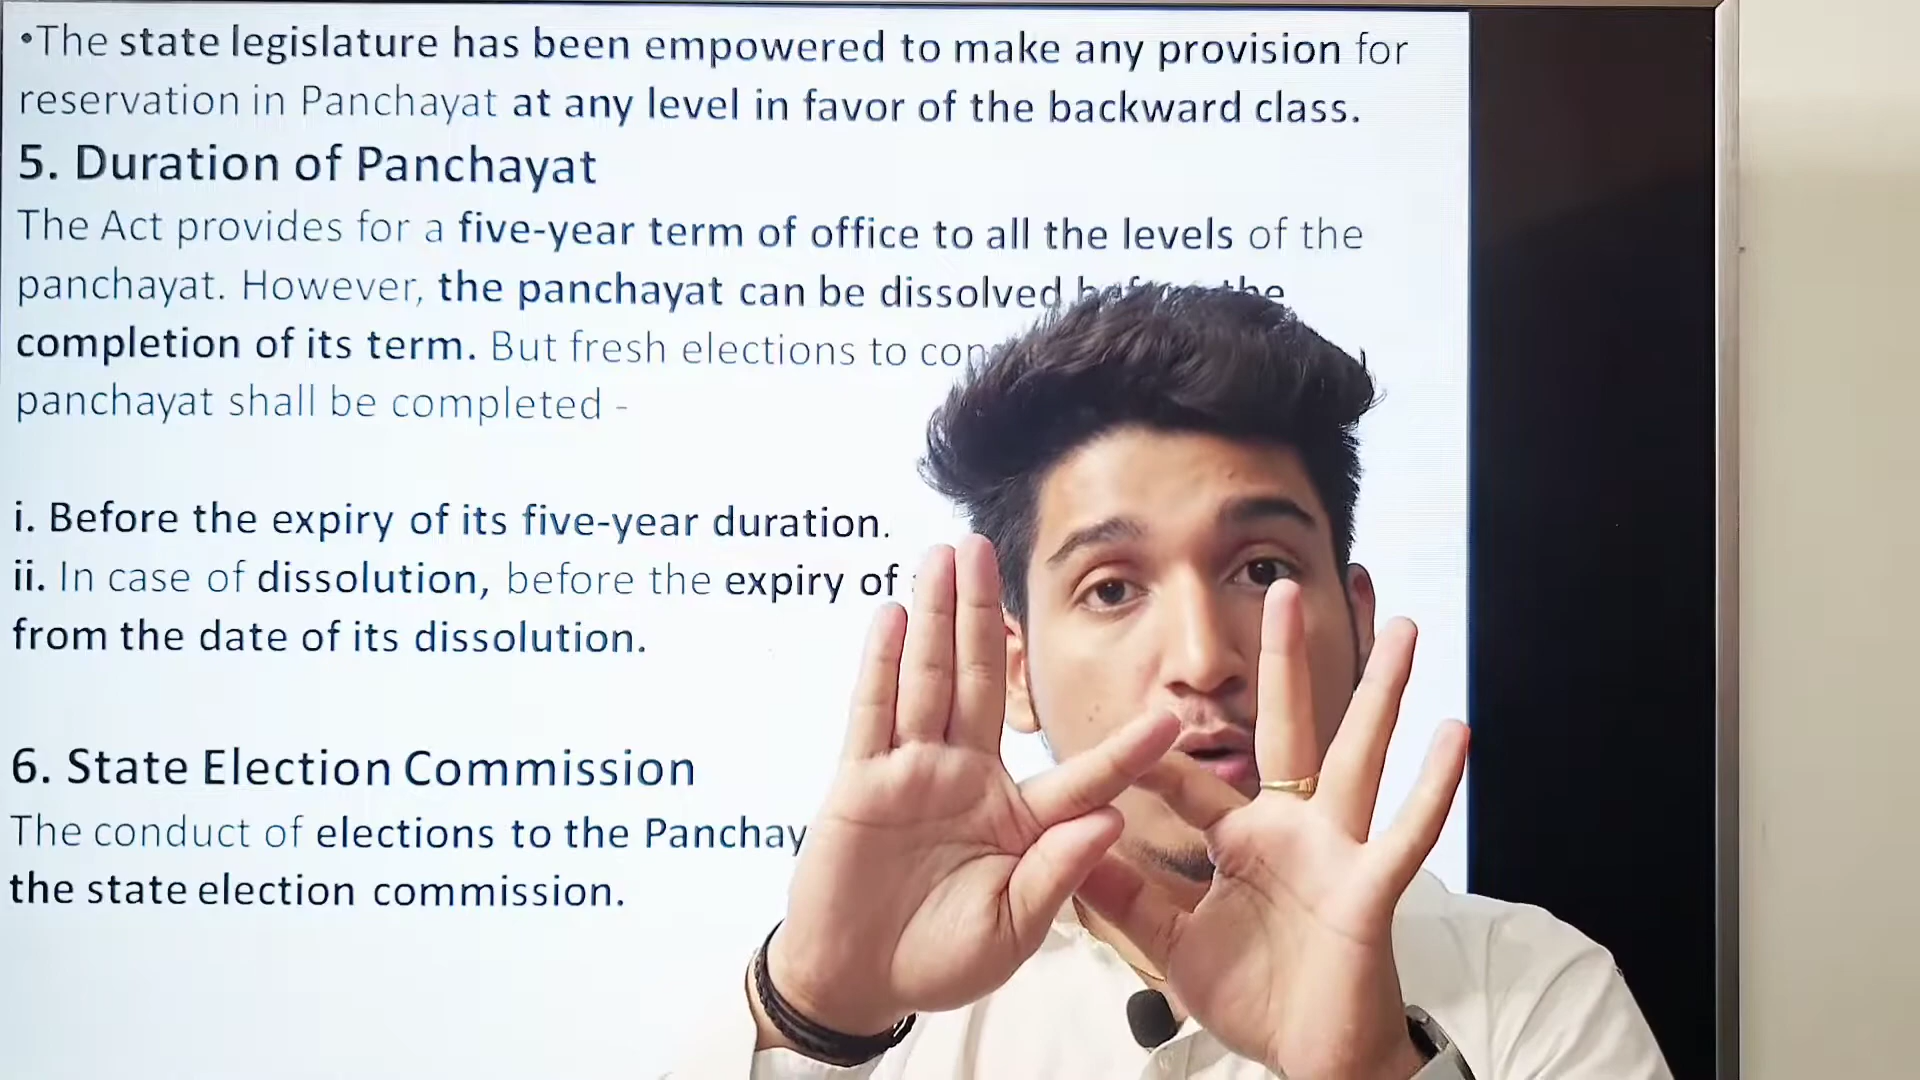 •The state legislature has been empowered to make any provision for
reservation in Panchayat at any level in favor of the backward class.
5. Duration of Panchayat
The Act provides for a five-year term of office to all the levels of the
panchayat. However, the panchayat can be dissolved before the
completion of its term. But fresh elections to
panchayat shall be completed -
i. Before the expiry of its five-year duration.
ii. In case of dissolution, before the expiry of
from the date of its dissolution.
6. State Election Commission
The conduct of elections to the
the state election commission.